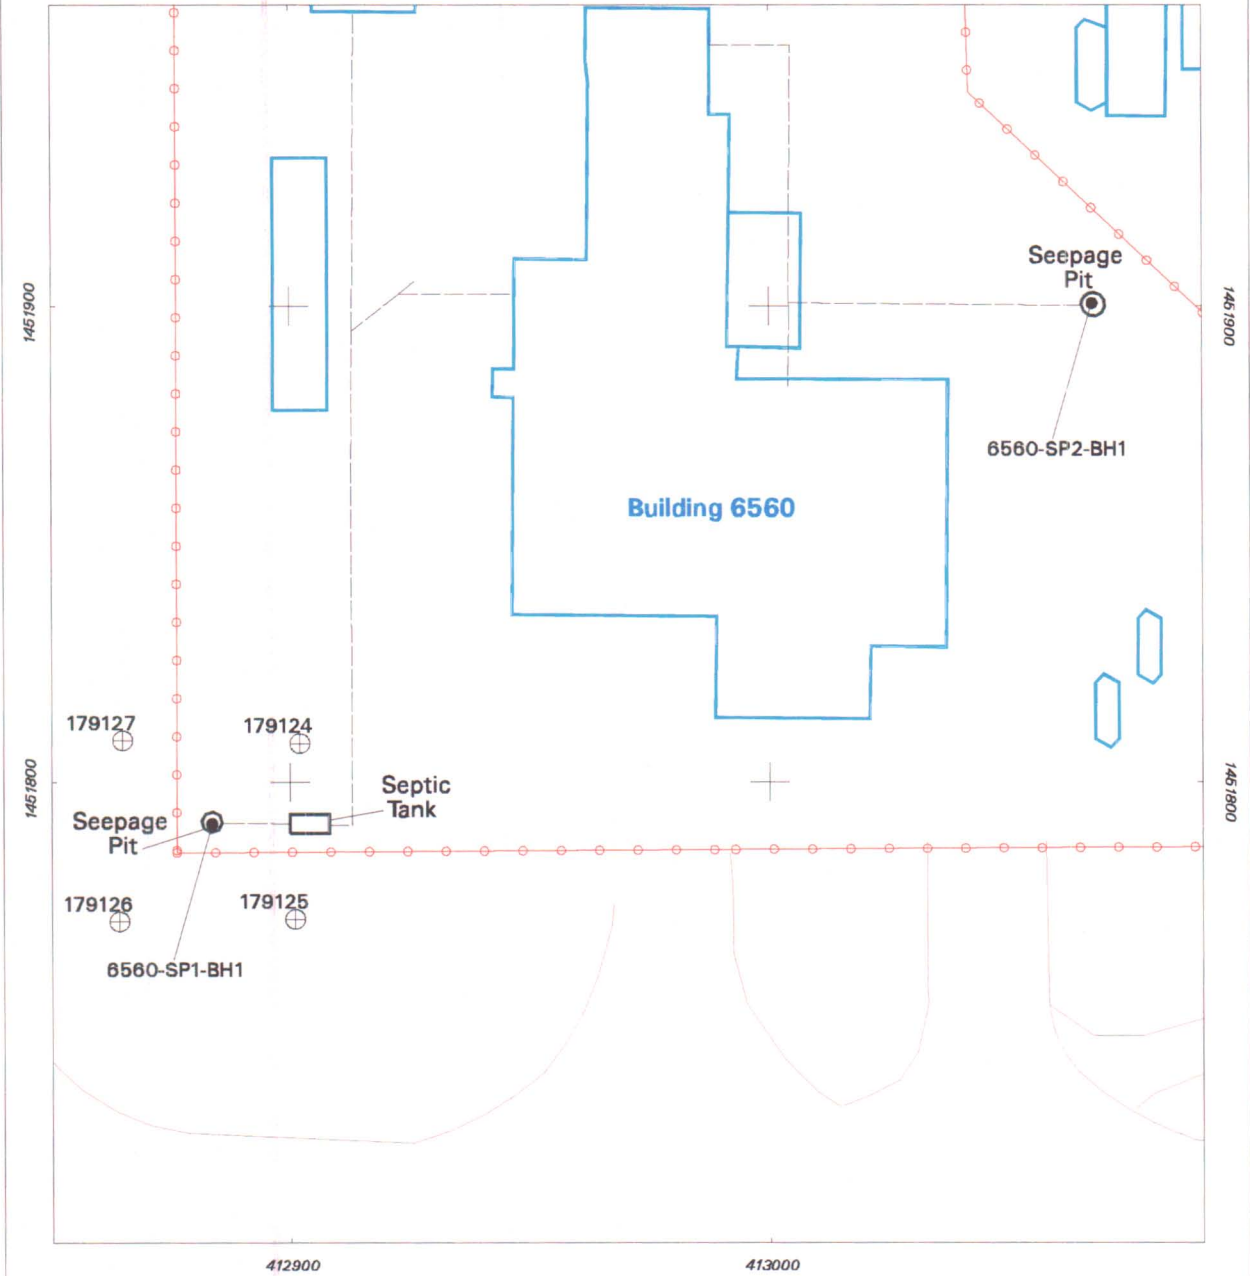 Seepage
Pit
1451900
1451900
6560-SP2-BH1
Building 6560
179127
179124
1451800
Septic
Tank
1451800
Seepage
Pit
179126
179125
6560-SP1-BH1
412900
413000